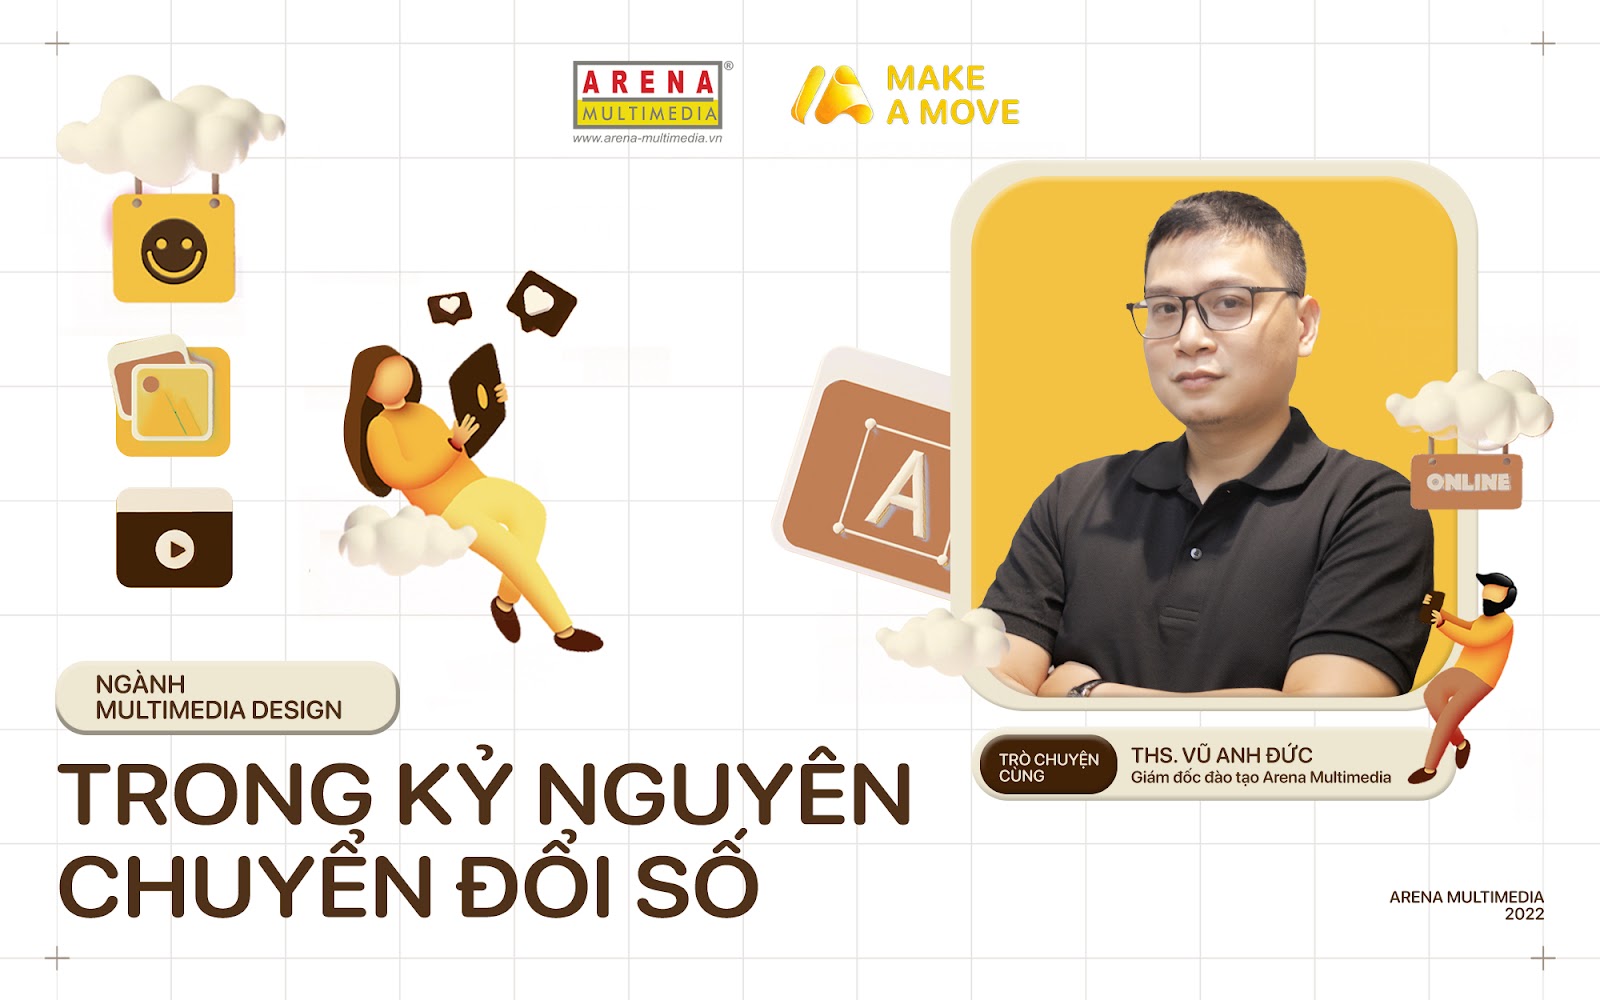 ARENA
MULTIMEDIA
®
www.arena-multimedia.vn
MAKE
A MOVE
A
ONLINE
NGÀNH
MULTIMEDIA DESIGN
TRONG KỶ NGUYÊN
CHUYỂN ĐỔI SỐ
TRÒ CHUYỆN
CÙNG
THS. VŨ ANH ĐỨC
Giám đốc đào tạo Arena Multimedia
ARENA MULTIMEDIA
2022